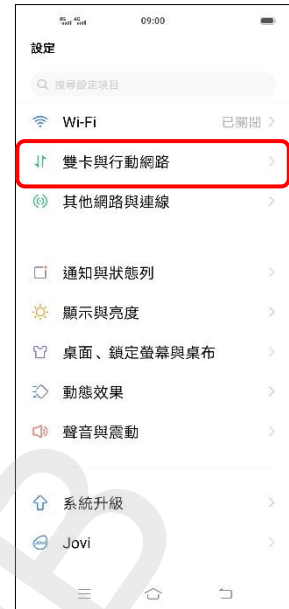 4G 4G 09:00
設定
搜尋設定項目
Wi-Fi 已關閉
雙卡與行動網路
其他網路與連線
通知與狀態列
顯示與亮度
桌面、鎖定螢幕與桌布
動態效果
聲音與震動
系統升級
Jovi